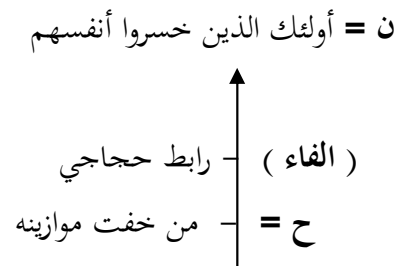 ن = أولئك الذين خسروا أنفسهم
( الفاء ) رابط حجاجي
ح = من خفت موازينه